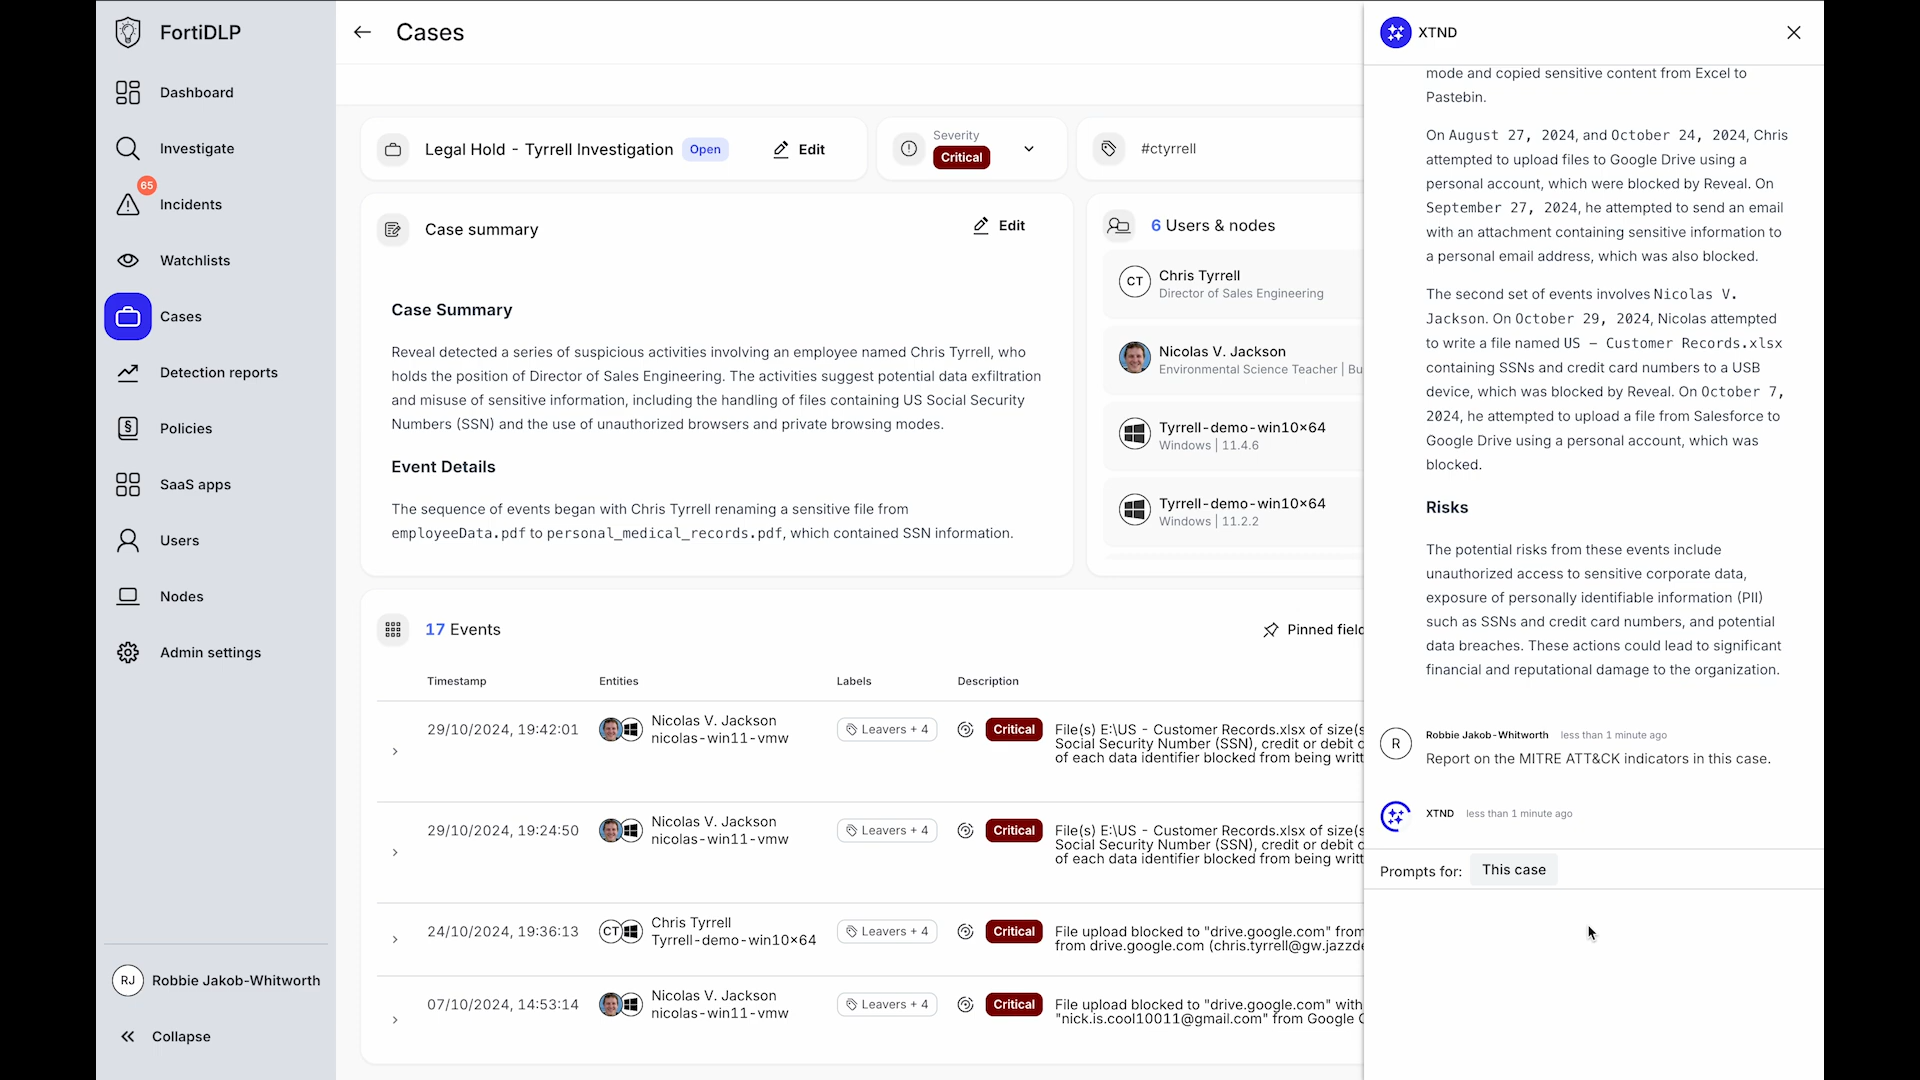 FortiDLP
Dashboard
Investigate
65
Incidents
Watchlists
Cases
Detection reports
Policies
SaaS apps
Users
Nodes
Admin settings
RJ Robbie Jakob-Whitworth
Collapse
Cases
Legal Hold - Tyrrell Investigation Open Edit
Severity
Critical
#ctyrrell
Case summary Edit
Case Summary
Reveal detected a series of suspicious activities involving an employee named Chris Tyrrell, who
holds the position of Director of Sales Engineering. The activities suggest potential data exfiltration
and misuse of sensitive information, including the handling of files containing US Social Security
Numbers (SSN) and the use of unauthorized browsers and private browsing modes.
Event Details
The sequence of events began with Chris Tyrrell renaming a sensitive file from
employeeData.pdf to personal_medical_records.pdf, which contained SSN information.
6 Users & nodes
CT Chris Tyrrell
Director of Sales Engineering
Nicolas V. Jackson
Environmental Science Teacher | Bu
Tyrrell-demo-win10x64
Windows | 11.4.6
Tyrrell-demo-win10x64
Windows | 11.2.2
17 Events
Pinned field
Timestamp Entities Labels Description
29/10/2024, 19:42:01 Nicolas V. Jackson
nicolas-win11-vmw
Leavers + 4 Critical
File(s) E:\US - Customer Records.xlsx of size(s
Social Security Number (SSN), credit or debit c
of each data identifier blocked from being writt
29/10/2024, 19:24:50 Nicolas V. Jackson
nicolas-win11-vmw
Leavers + 4 Critical
File(s) E:\US - Customer Records.xlsx of size(s
Social Security Number (SSN), credit or debit c
of each data identifier blocked from being writt
24/10/2024, 19:36:13 CT Chris Tyrrell
Tyrrell-demo-win10x64
Leavers + 4 Critical
File upload blocked to "drive.google.com" from
from drive.google.com (chris.tyrrell@gw.jazzde
07/10/2024, 14:53:14 Nicolas V. Jackson
nicolas-win11-vmw
Leavers + 4 Critical
File upload blocked to "drive.google.com" with
"nick.is.cool10011@gmail.com" from Google C
XTND
mode and copied sensitive content from Excel to
Pastebin.
On August 27, 2024, and October 24, 2024, Chris
attempted to upload files to Google Drive using a
personal account, which were blocked by Reveal. On
September 27, 2024, he attempted to send an email
with an attachment containing sensitive information to
a personal email address, which was also blocked.
The second set of events involves Nicolas V.
Jackson. On October 29, 2024, Nicolas attempted
to write a file named US – Customer Records.xlsx
containing SSNs and credit card numbers to a USB
device, which was blocked by Reveal. On October 7,
2024, he attempted to upload a file from Salesforce to
Google Drive using a personal account, which was
blocked.
Risks
The potential risks from these events include
unauthorized access to sensitive corporate data,
exposure of personally identifiable information (PII)
such as SSNs and credit card numbers, and potential
data breaches. These actions could lead to significant
financial and reputational damage to the organization.
R Robbie Jakob-Whitworth less than 1 minute ago
Report on the MITRE ATT&CK indicators in this case.
XTND less than 1 minute ago
Prompts for: This case